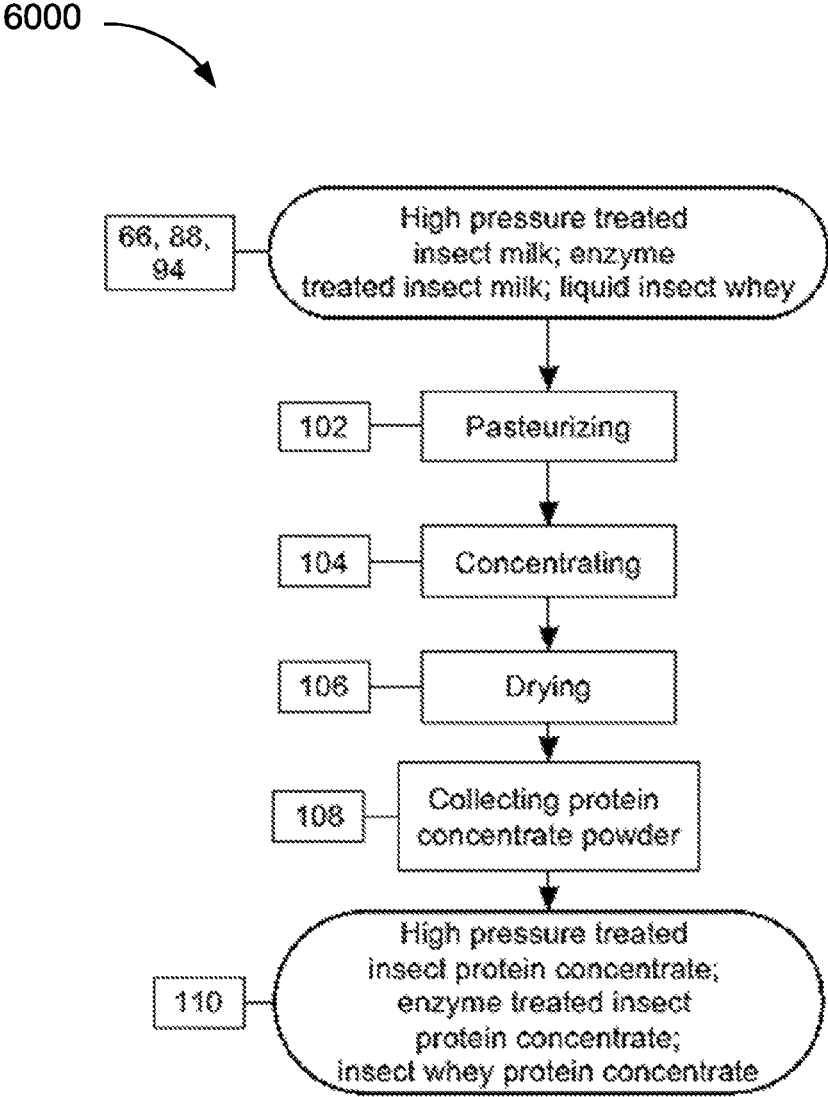 6000
66, 88,
94
High pressure treated
insect milk; enzyme
treated insect milk; liquid insect whey
102
Pasteurizing
104
Concentrating
106
Drying
108
Collecting protein
concentrate powder
110
High pressure treated
insect protein concentrate;
enzyme treated insect
protein concentrate;
insect whey protein concentrate